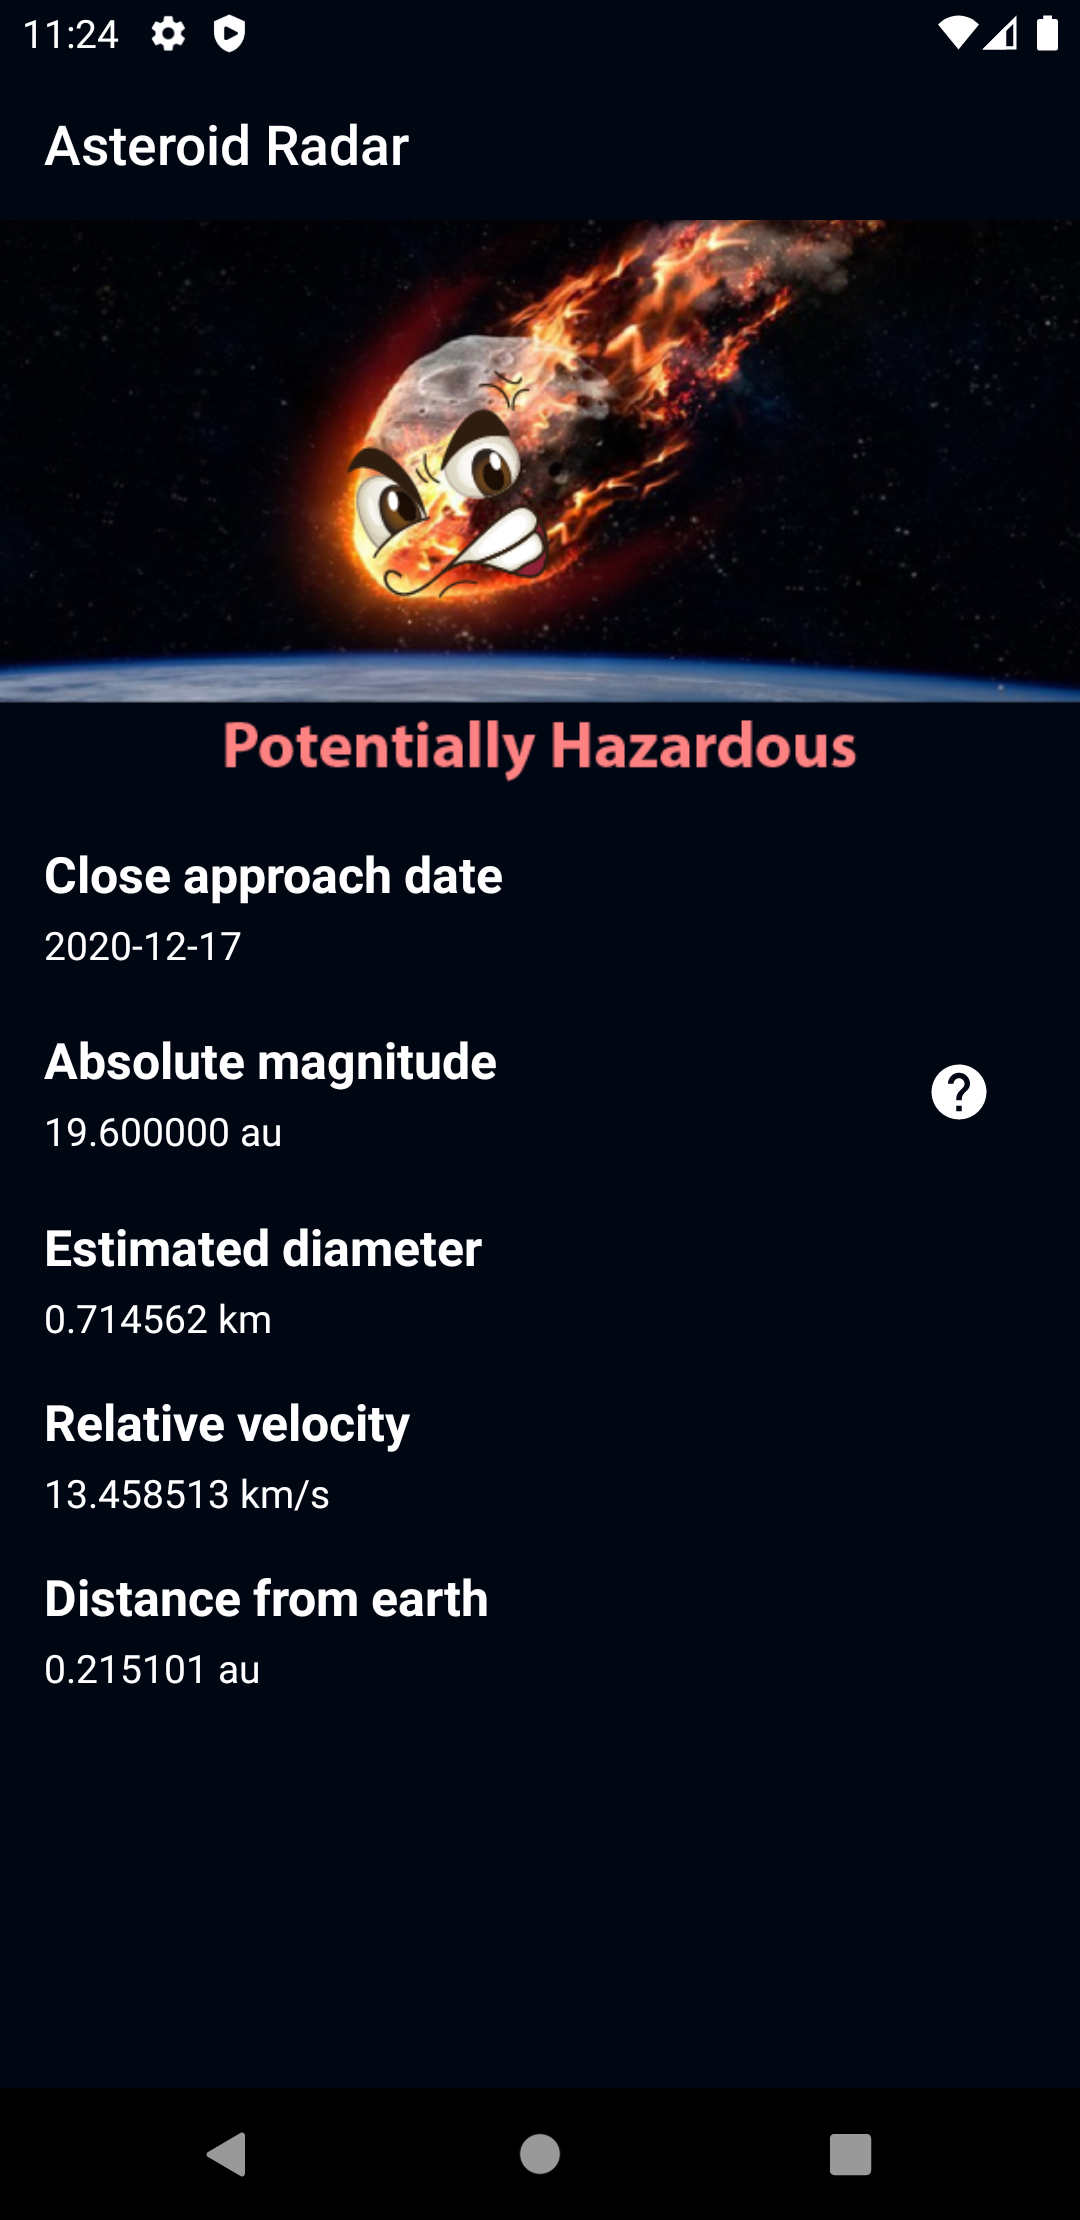 11:24
Asteroid Radar
Potentially Hazardous
Close approach date
2020-12-17
Absolute magnitude
19.600000 au
Estimated diameter
0.714562 km
Relative velocity
13.458513 km/s
Distance from earth
0.215101 au